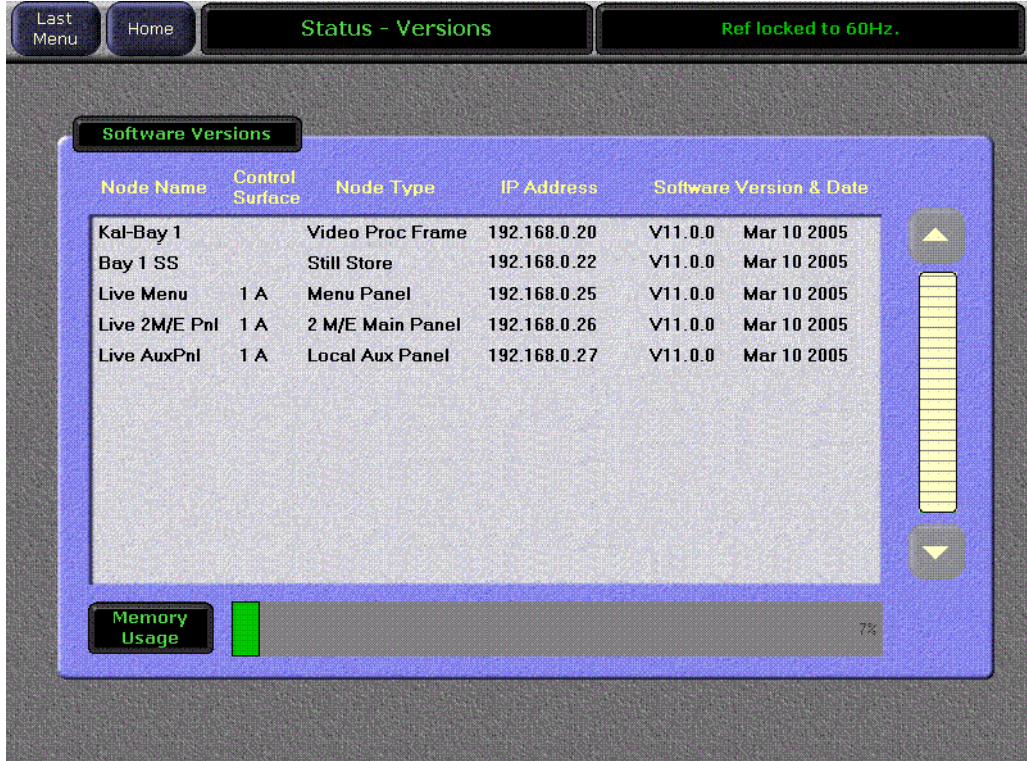 Last Menu Home Status - Versions Ref locked to 60Hz.
Software Versions
Node Name Control Surface Node Type IP Address Software Version & Date
Kal-Bay 1 Video Proc Frame 192.168.0.20 V11.0.0 Mar 10 2005
Bay 1 SS Still Store 192.168.0.22 V11.0.0 Mar 10 2005
Live Menu 1 A Menu Panel 192.168.0.25 V11.0.0 Mar 10 2005
Live 2M/E Pnl 1 A 2 M/E Main Panel 192.168.0.26 V11.0.0 Mar 10 2005
Live AuxPnl 1 A Local Aux Panel 192.168.0.27 V11.0.0 Mar 10 2005
Memory Usage 7%